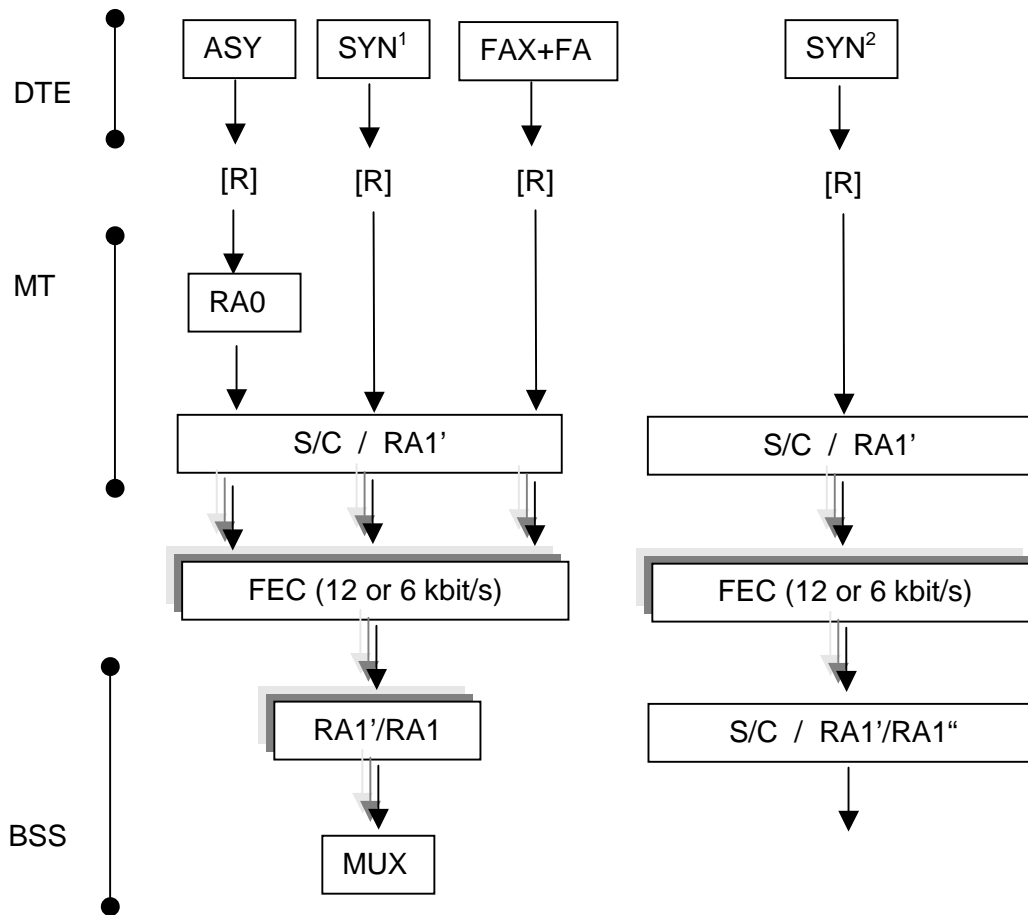 ASY SYN¹ FAX+FA SYN²
DTE
[R] [R] [R] [R]
MT
RA0
S/C / RA1’ S/C / RA1’
FEC (12 or 6 kbit/s) FEC (12 or 6 kbit/s)
RA1’/RA1 S/C / RA1’/RA1“
BSS
MUX